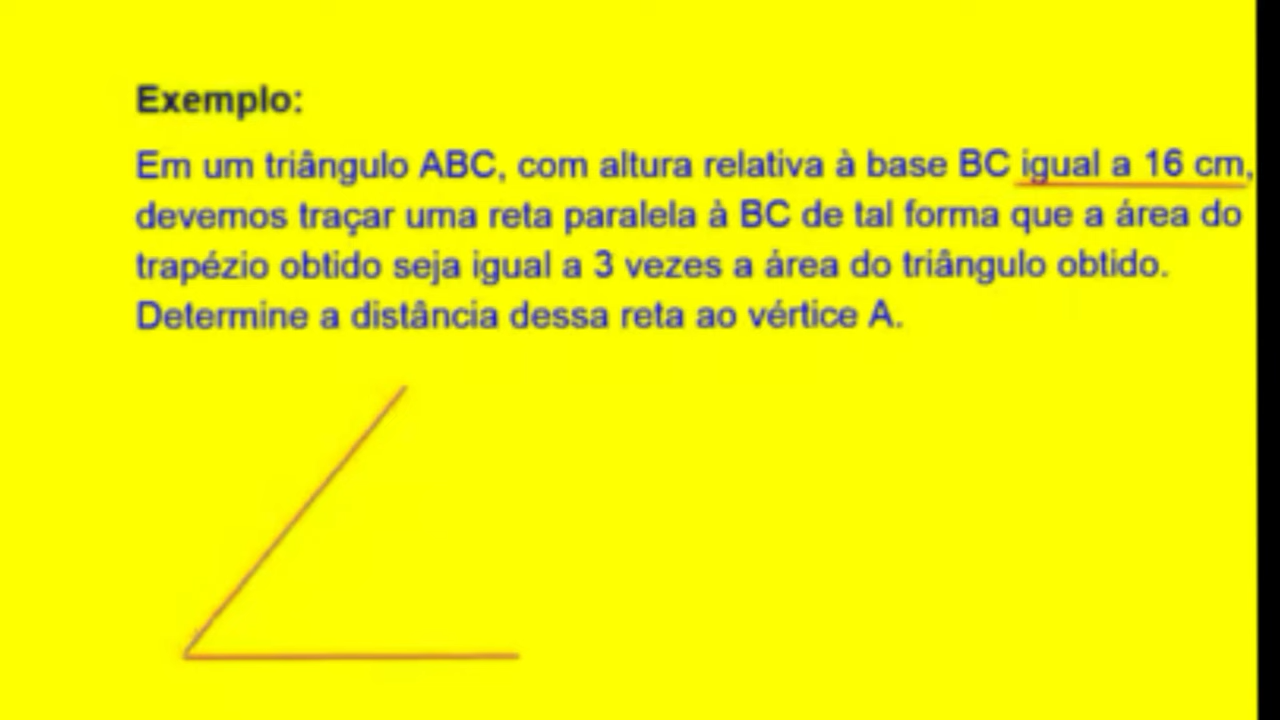 Exemplo:
Em um triângulo ABC, com altura relativa à base BC igual a 16 cm,
devemos traçar uma reta paralela à BC de tal forma que a área do
trapézio obtido seja igual a 3 vezes a área do triângulo obtido.
Determine a distância dessa reta ao vértice A.